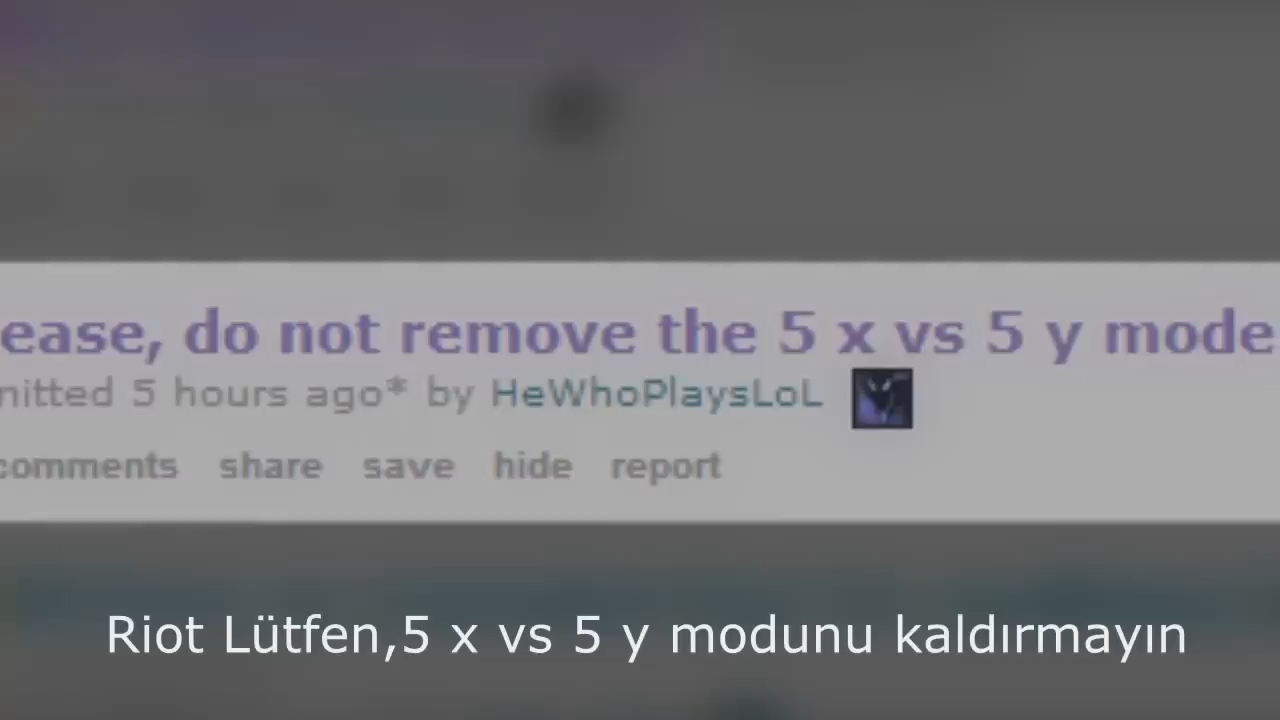 ease, do not remove the 5 x vs 5 y mode
nitted 5 hours ago* by HeWhoPlaysLoL
comments share save hide report
Riot Lütfen,5 x vs 5 y modunu kaldırmayın